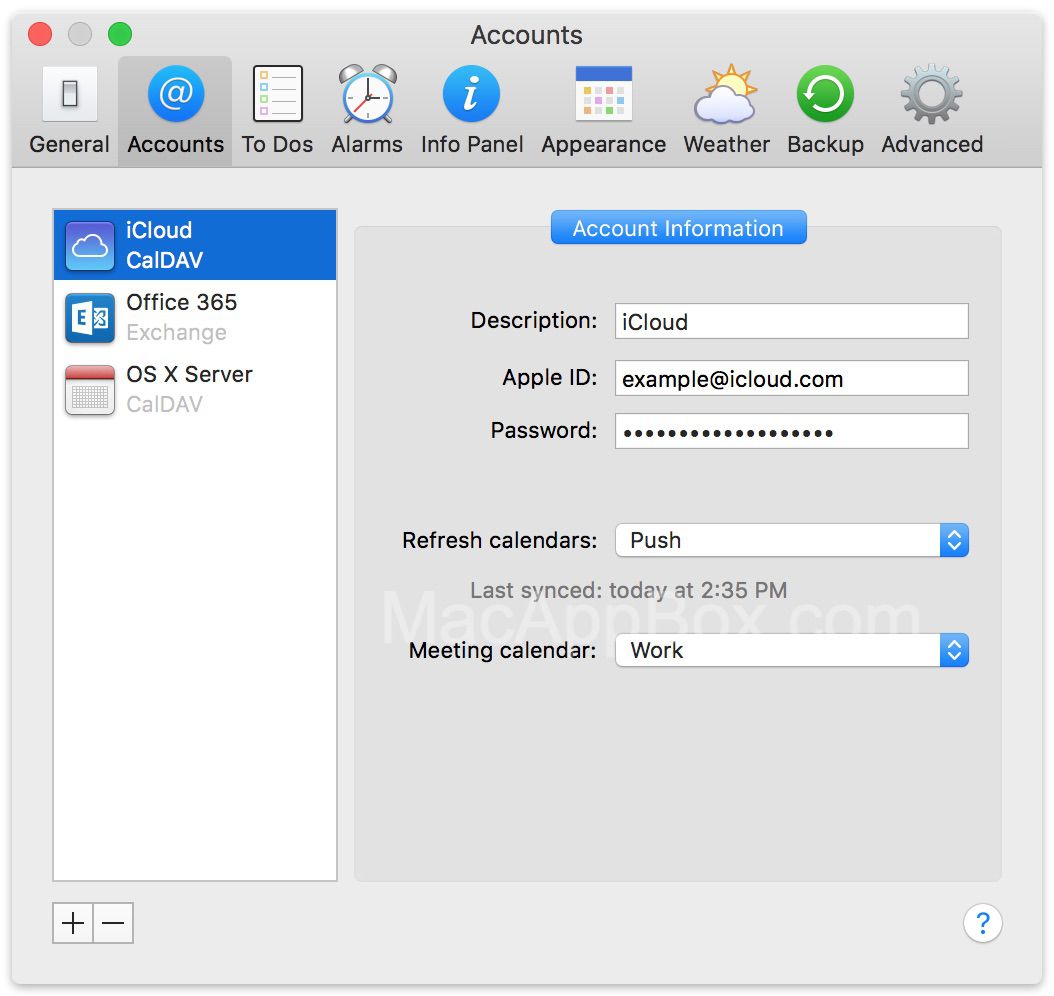 Accounts
General Accounts To Dos Alarms Info Panel Appearance Weather Backup Advanced
iCloud
CalDAV
Office 365
Exchange
OS X Server
CalDAV
Account Information
Description: iCloud
Apple ID: example@icloud.com
Password: •••••••••••••••••••
Refresh calendars: Push
Last synced: today at 2:35 PM
MacAppBox.com
Meeting calendar: Work
?